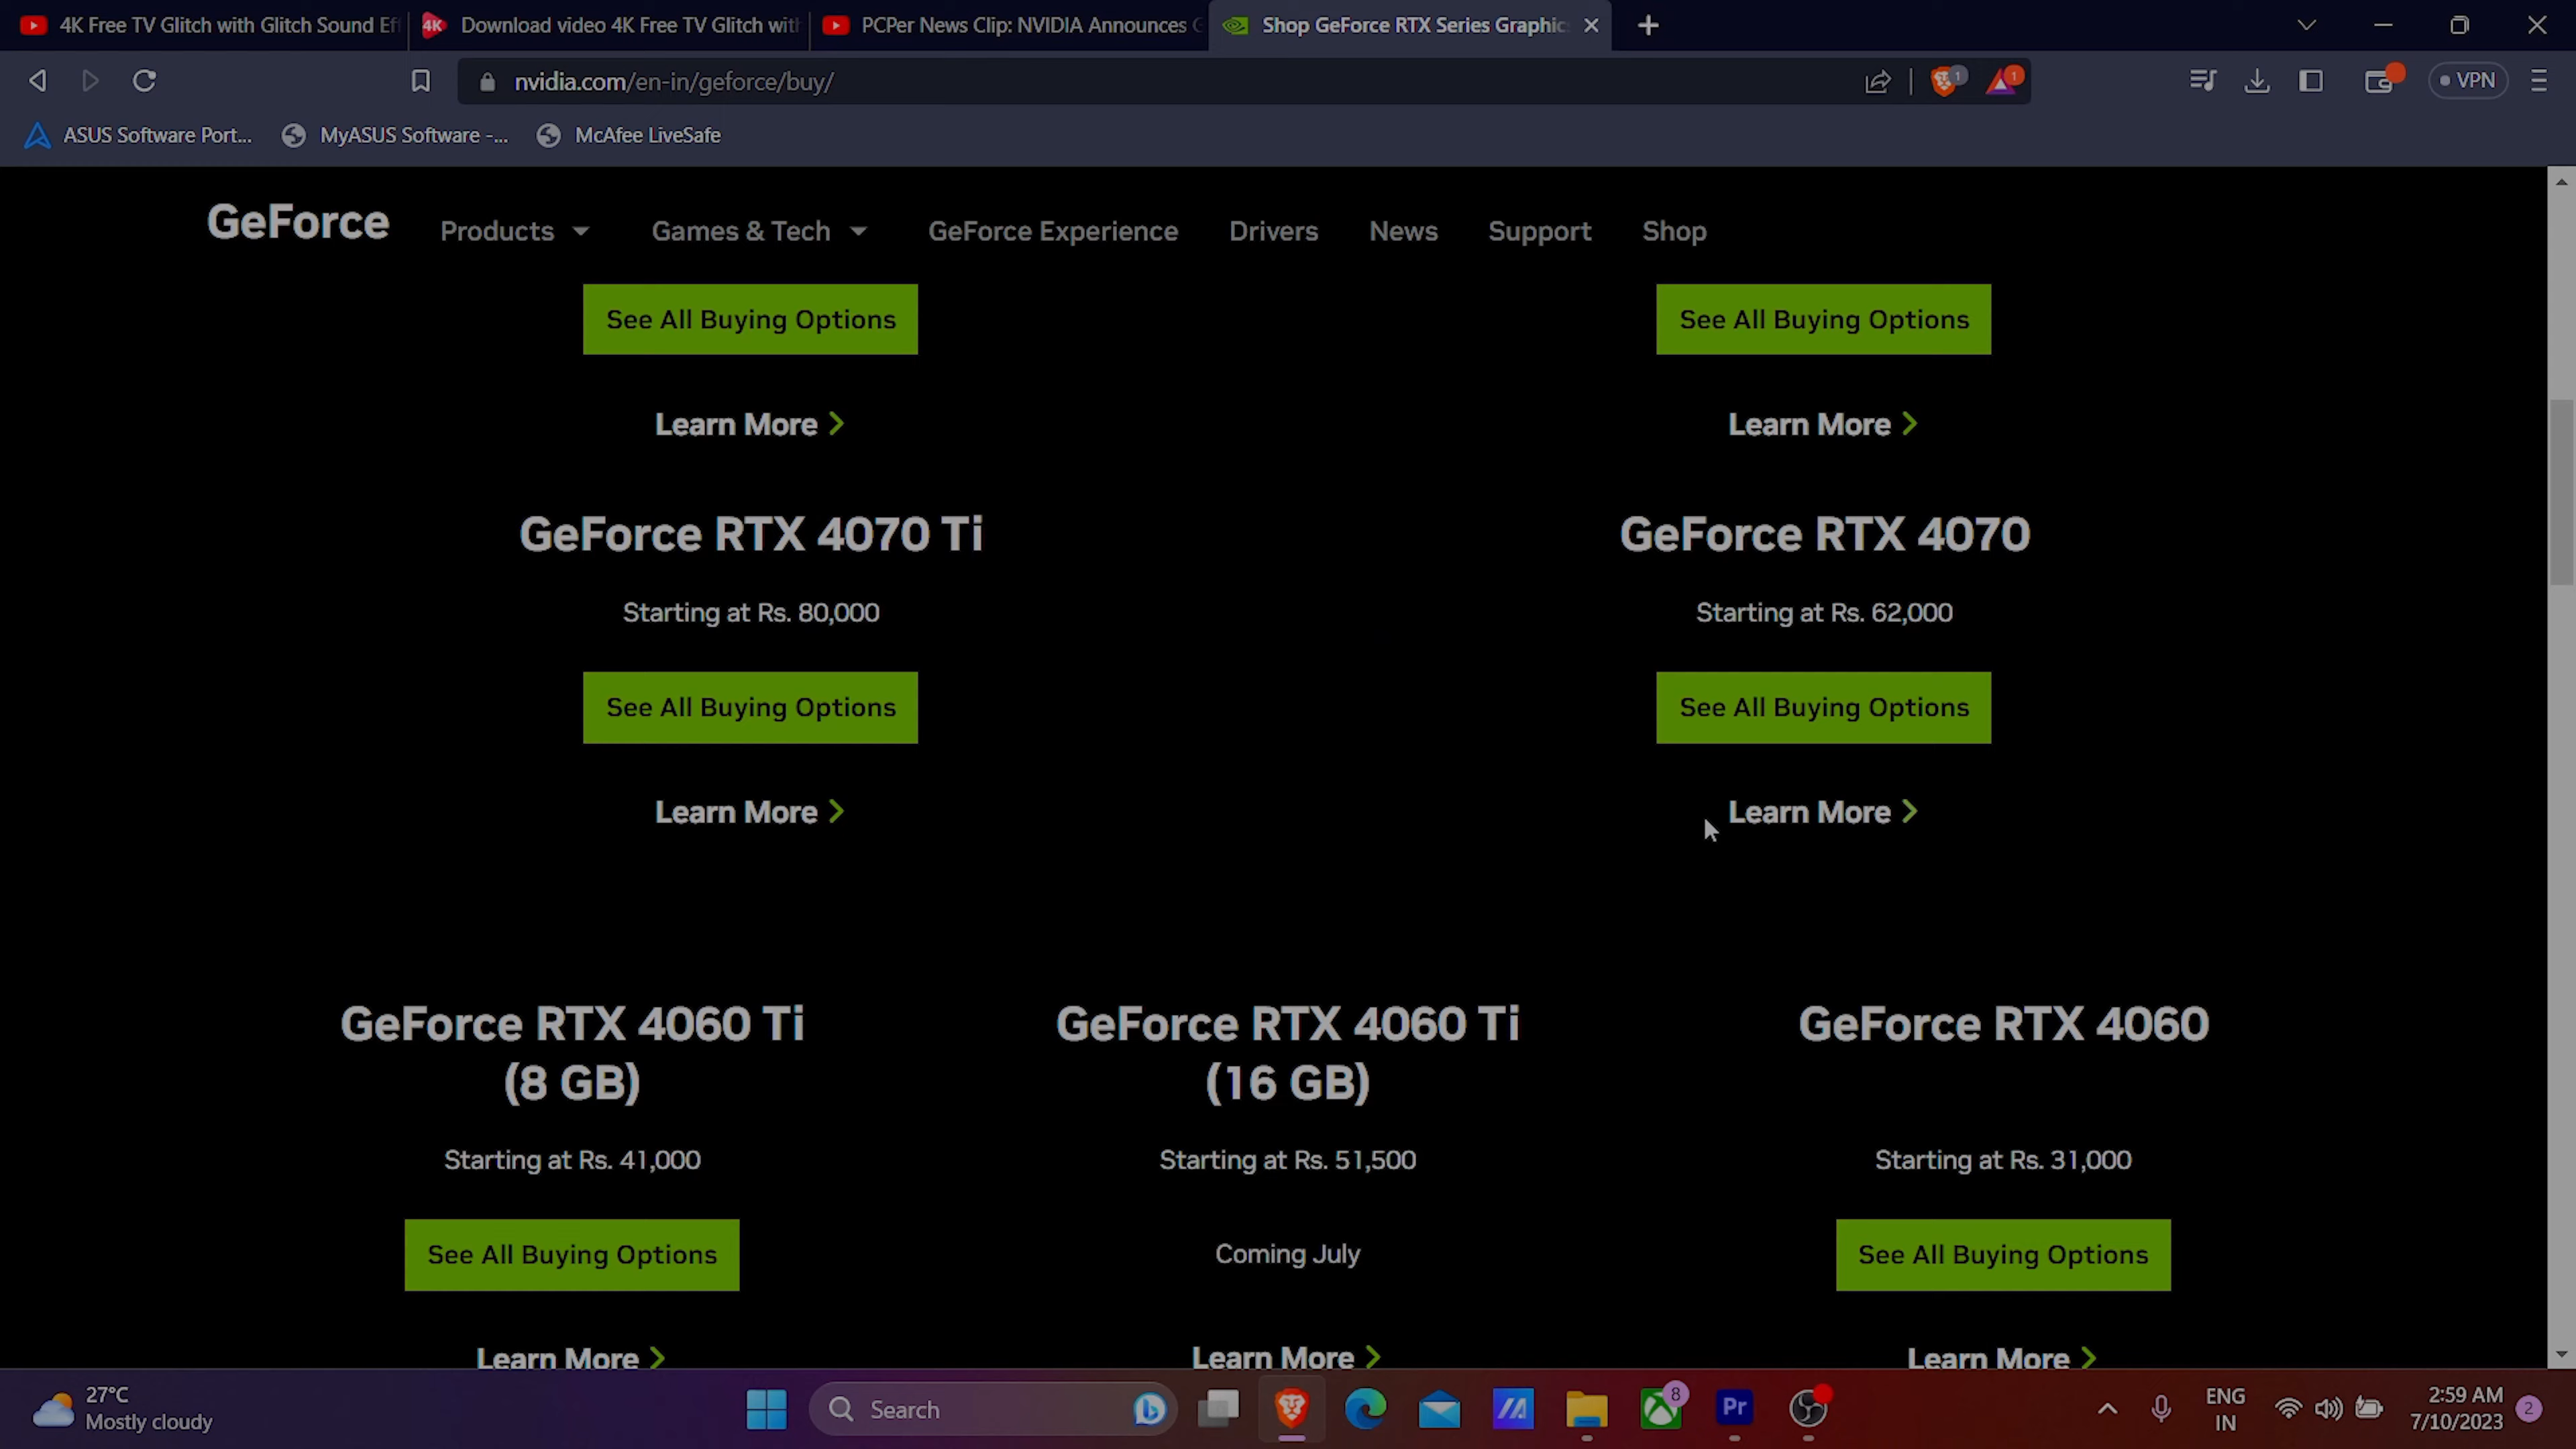 4K Free TV Glitch with Glitch Sound Ef
Download video 4K Free TV Glitch with
PCPer News Clip: NVIDIA Announces G
Shop GeForce RTX Series Graphics
nvidia.com/en-in/geforce/buy/
1
1
VPN
ASUS Software Port...
MyASUS Software -...
McAfee LiveSafe
GeForce
Products
Games & Tech
GeForce Experience
Drivers
News
Support
Shop
See All Buying Options
See All Buying Options
Learn More
Learn More
GeForce RTX 4070 Ti
GeForce RTX 4070
Starting at Rs. 80,000
Starting at Rs. 62,000
See All Buying Options
See All Buying Options
Learn More
Learn More
GeForce RTX 4060 Ti
(8 GB)
GeForce RTX 4060 Ti
(16 GB)
GeForce RTX 4060
Starting at Rs. 41,000
Starting at Rs. 51,500
Starting at Rs. 31,000
See All Buying Options
Coming July
See All Buying Options
Learn More
Learn More
Learn More
27°C
Mostly cloudy
Search
8
Pr
ENG
IN
2:59 AM
7/10/2023
2